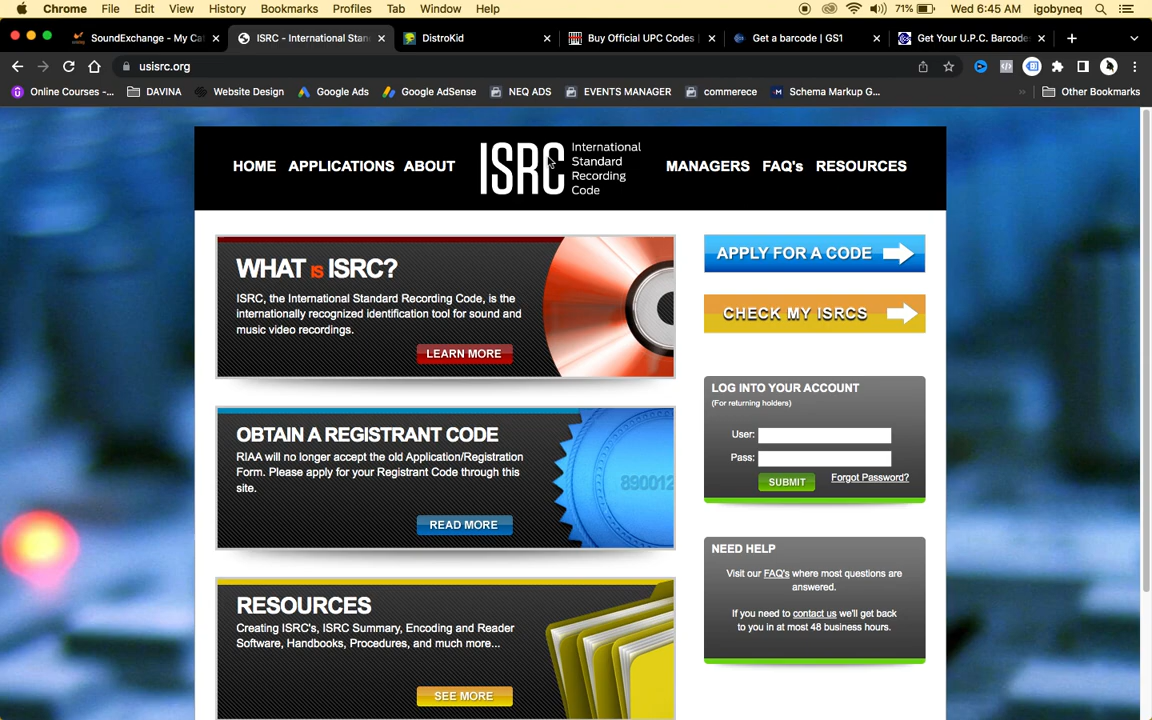 Chrome File Edit View History Bookmarks Profiles Tab Window Help 71% Wed 6:45 AM igobyneq
SoundExchange - My Ca ISRC - International Stan DistroKid Buy Official UPC Codes Get a barcode | GS1 Get Your U.P.C. Barcode
usisrc.org
Online Courses -... DAVINA Website Design Google Ads Google AdSense NEQ ADS EVENTS MANAGER commerece Schema Markup G... » Other Bookmarks
HOME APPLICATIONS ABOUT
ISRC
International
Standard
Recording
Code
MANAGERS FAQ's RESOURCES
WHAT IS ISRC?
ISRC, the International Standard Recording Code, is the
internationally recognized identification tool for sound and
music video recordings.
LEARN MORE
OBTAIN A REGISTRANT CODE
RIAA will no longer accept the old Application/Registration
Form. Please apply for your Registrant Code through this
site.
890012
READ MORE
RESOURCES
Creating ISRC's, ISRC Summary, Encoding and Reader
Software, Handbooks, Procedures, and much more...
SEE MORE
APPLY FOR A CODE
CHECK MY ISRCS
LOG INTO YOUR ACCOUNT
(For returning holders)
User:
Pass:
SUBMIT Forgot Password?
NEED HELP
Visit our FAQ's where most questions are
answered.
If you need to contact us we'll get back
to you in at most 48 business hours.